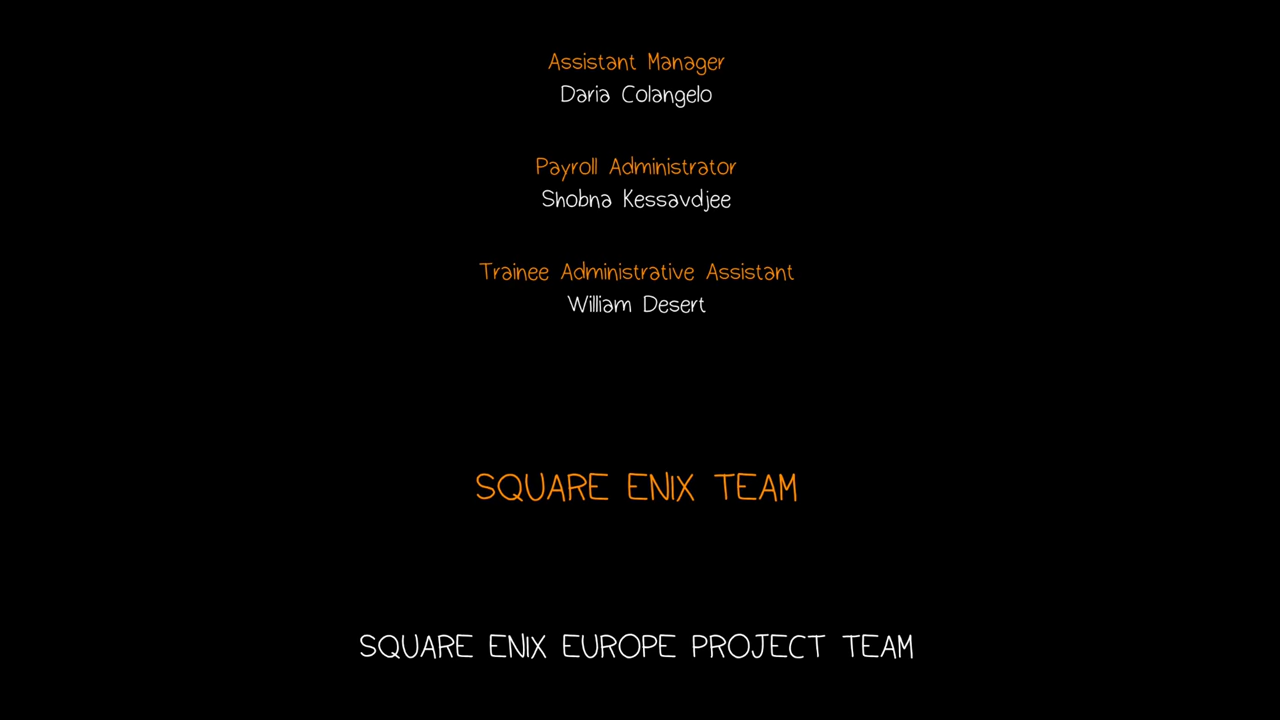 Assistant Manager
Daria Colangelo
Payroll Administrator
Shobna Kessavdjee
Trainee Administrative Assistant
William Desert
SQUARE ENIX TEAM
SQUARE ENIX EUROPE PROJECT TEAM